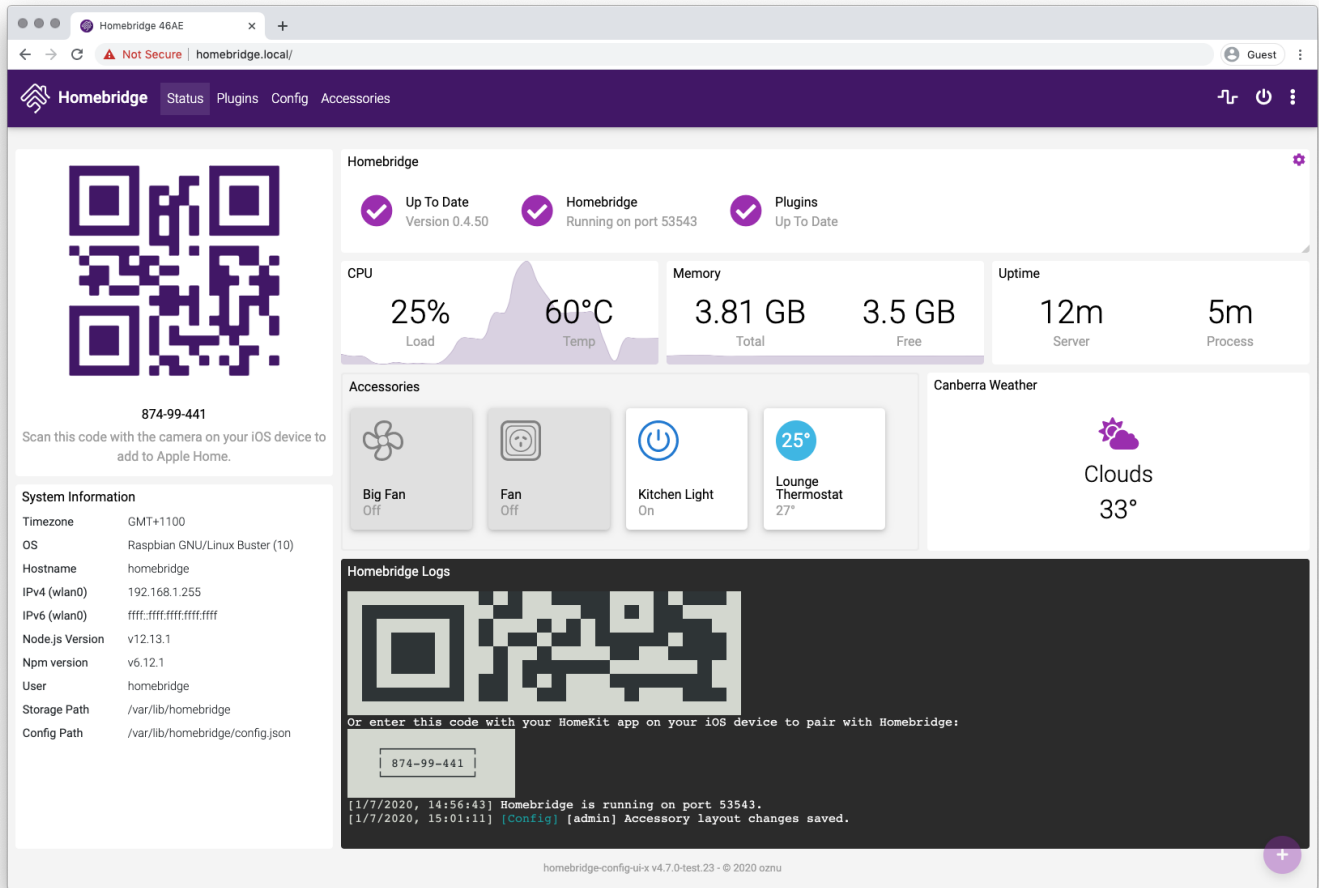 Homebridge 46AE
Not Secure | homebridge.local/
Guest
Homebridge Status Plugins Config Accessories
874-99-441
Scan this code with the camera on your iOS device to
add to Apple Home.
System Information
Timezone GMT+1100
OS Raspbian GNU/Linux Buster (10)
Hostname homebridge
IPv4 (wlan0) 192.168.1.255
IPv6 (wlan0) ffff::ffff:ffff:ffff:ffff
Node.js Version v12.13.1
Npm version v6.12.1
User homebridge
Storage Path /var/lib/homebridge
Config Path /var/lib/homebridge/config.json
Homebridge
Up To Date
Version 0.4.50
Homebridge
Running on port 53543
Plugins
Up To Date
CPU
25%
Load
60°C
Temp
Memory
3.81 GB
Total
3.5 GB
Free
Uptime
12m
Server
5m
Process
Accessories
Big Fan
Off
Fan
Off
Kitchen Light
On
25°
Lounge
Thermostat
27°
Canberra Weather
Clouds
33°
Homebridge Logs
Or enter this code with your HomeKit app on your iOS device to pair with Homebridge:
874-99-441
[1/7/2020, 14:56:43] Homebridge is running on port 53543.
[1/7/2020, 15:01:11] [Config] [admin] Accessory layout changes saved.
homebridge-config-ui-x v4.7.0-test.23 - © 2020 oznu